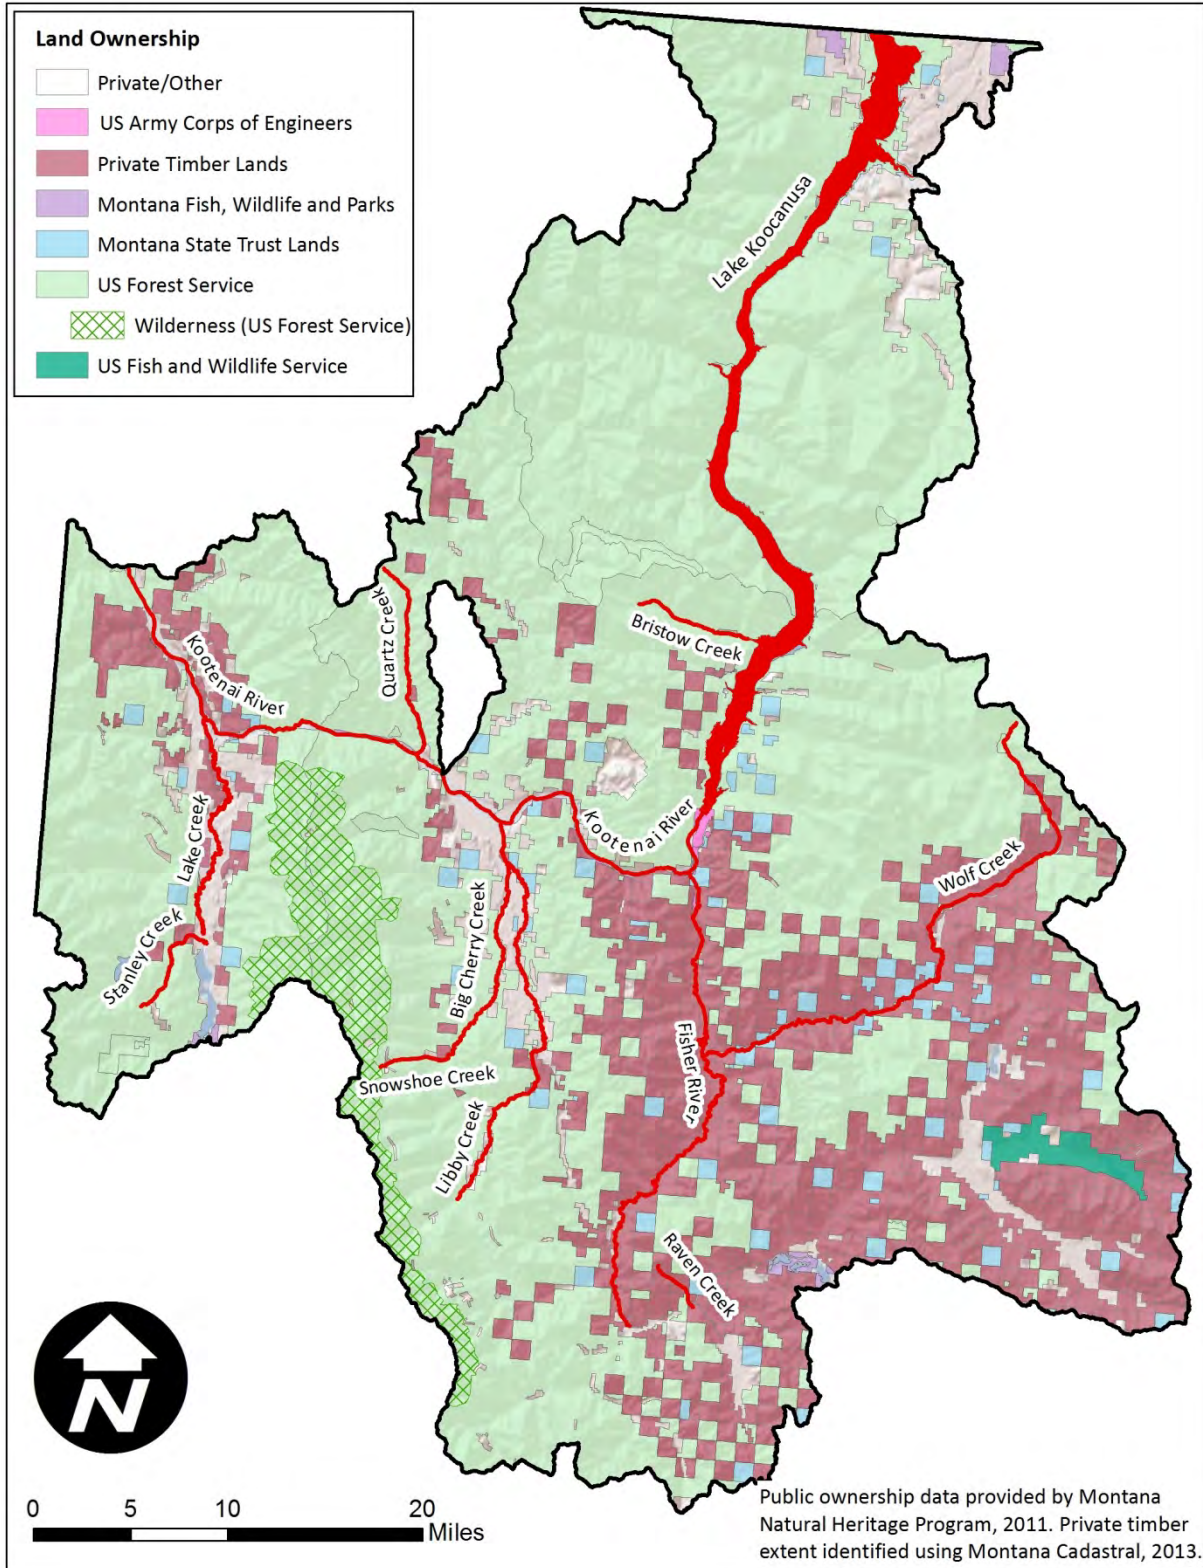 Land Ownership
Private/Other
US Army Corps of Engineers
Private Timber Lands
Montana Fish, Wildlife and Parks
Montana State Trust Lands
US Forest Service
Wilderness (US Forest Service)
US Fish and Wildlife Service
Lake Koocanusa
Quartz Creek
Bristow Creek
Kootenai River
Kootenai River
Lake Creek
Wolf Creek
Stanley Creek
Big Cherry Creek
Snowshoe Creek
Fisher River
Libby Creek
Raven Creek
N
0 5 10 20
Miles
Public ownership data provided by Montana
Natural Heritage Program, 2011. Private timber
extent identified using Montana Cadastral, 2013.